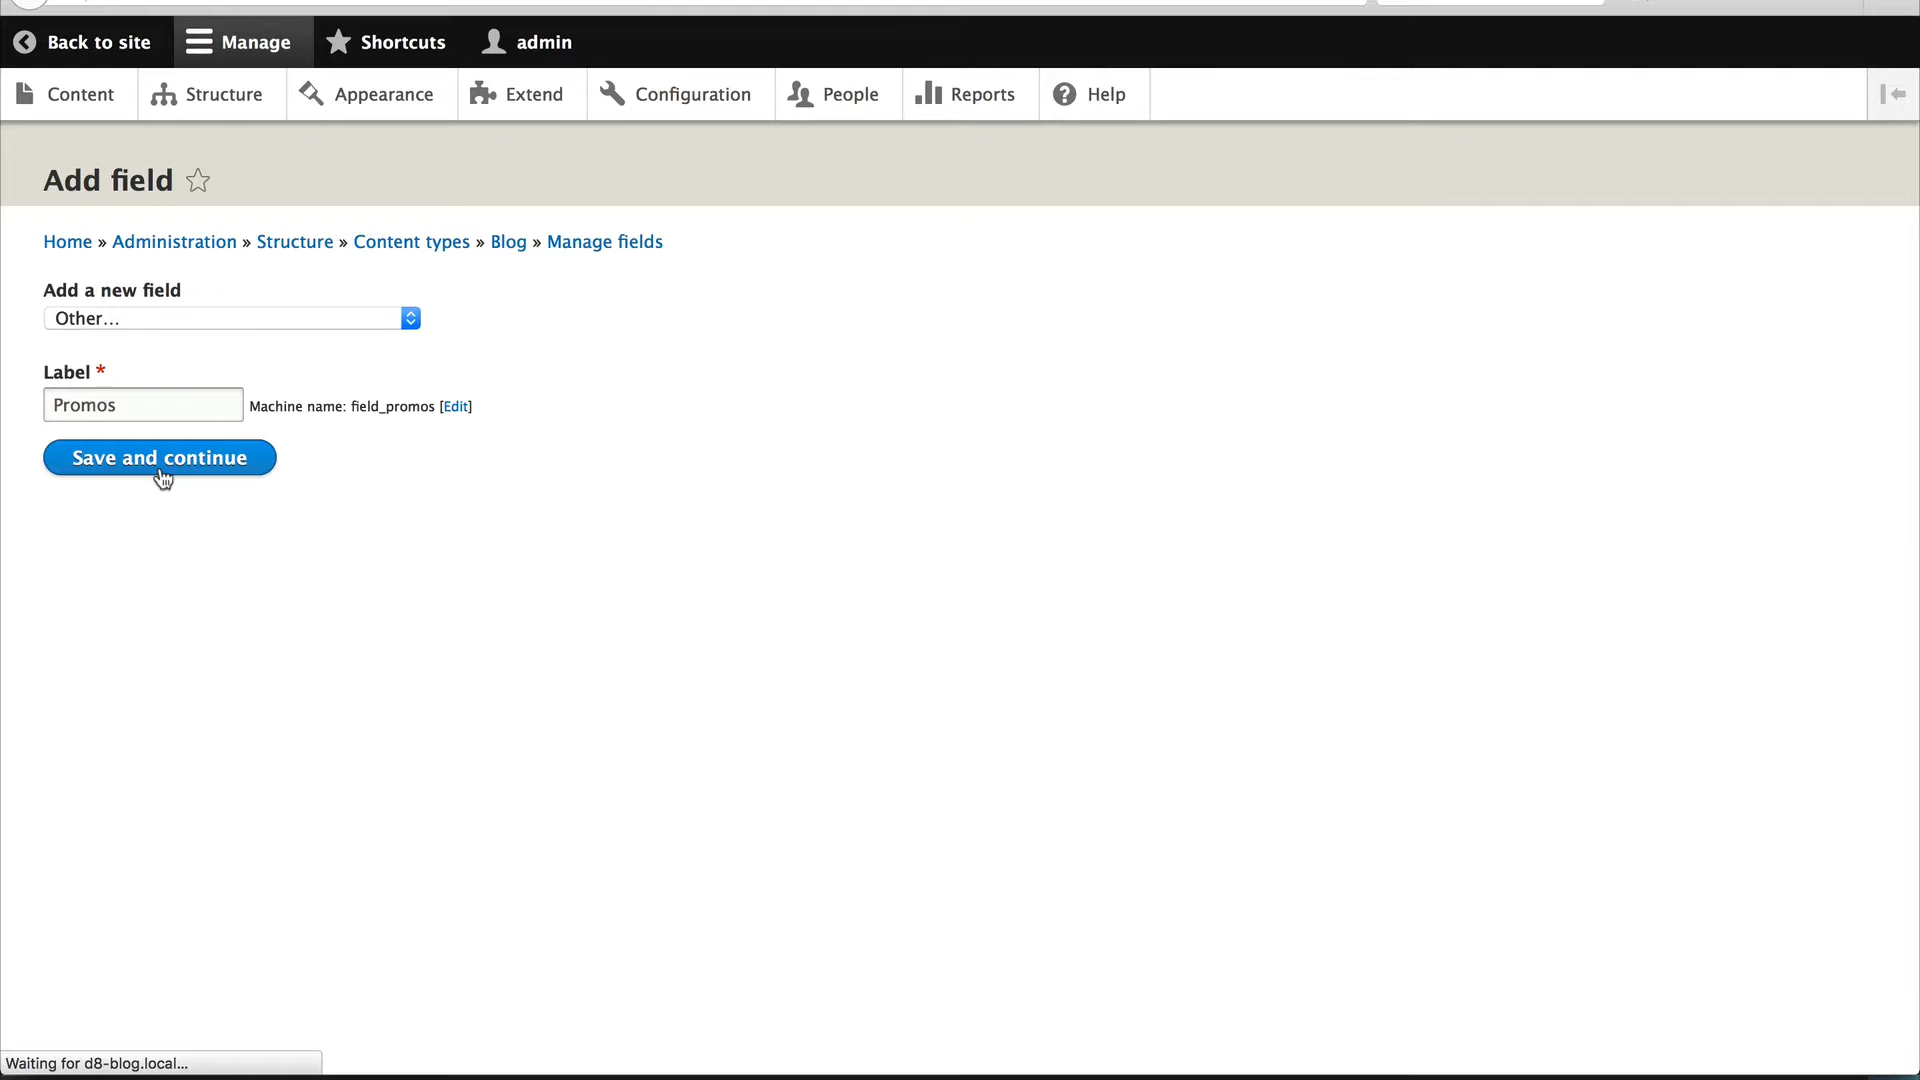 Back to site Manage Shortcuts admin
Content Structure Appearance Extend Configuration People Reports Help
Add field
Home » Administration » Structure » Content types » Blog » Manage fields
Add a new field
Other...
Label *
Promos Machine name: field_promos [Edit]
Save and continue
Waiting for d8-blog.local...